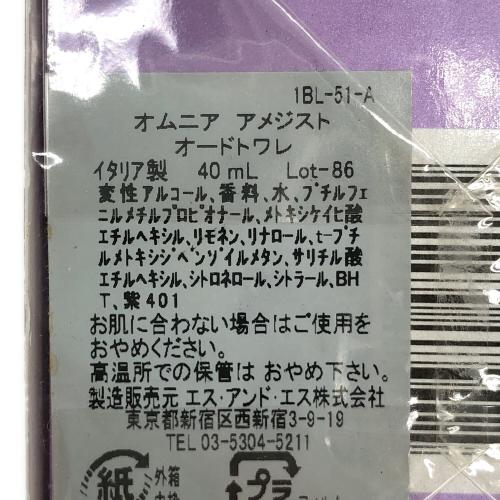 1BL-51-A
オムニア アメジスト
オードトワレ
イタリア製 40 mL Lot-86
変性アルコール、香料、水、ブチルフェ
ニルメチルプロピオナール、メトキシケイヒ酸
エチルヘキシル、リモネン、リナロール、t-ブチ
ルメトキシジベンゾイルメタン、サリチル酸
エチルヘキシル、シトロネロール、シトラール、BH
T、紫401
お肌に合わない場合はご使用を
おやめください。
高温所での保管は おやめ下さい。
製造販売元 エス・アンド・エス株式会社
東京都新宿区西新宿3-9-19
TEL 03-5304-5211
紙 外箱
プラ